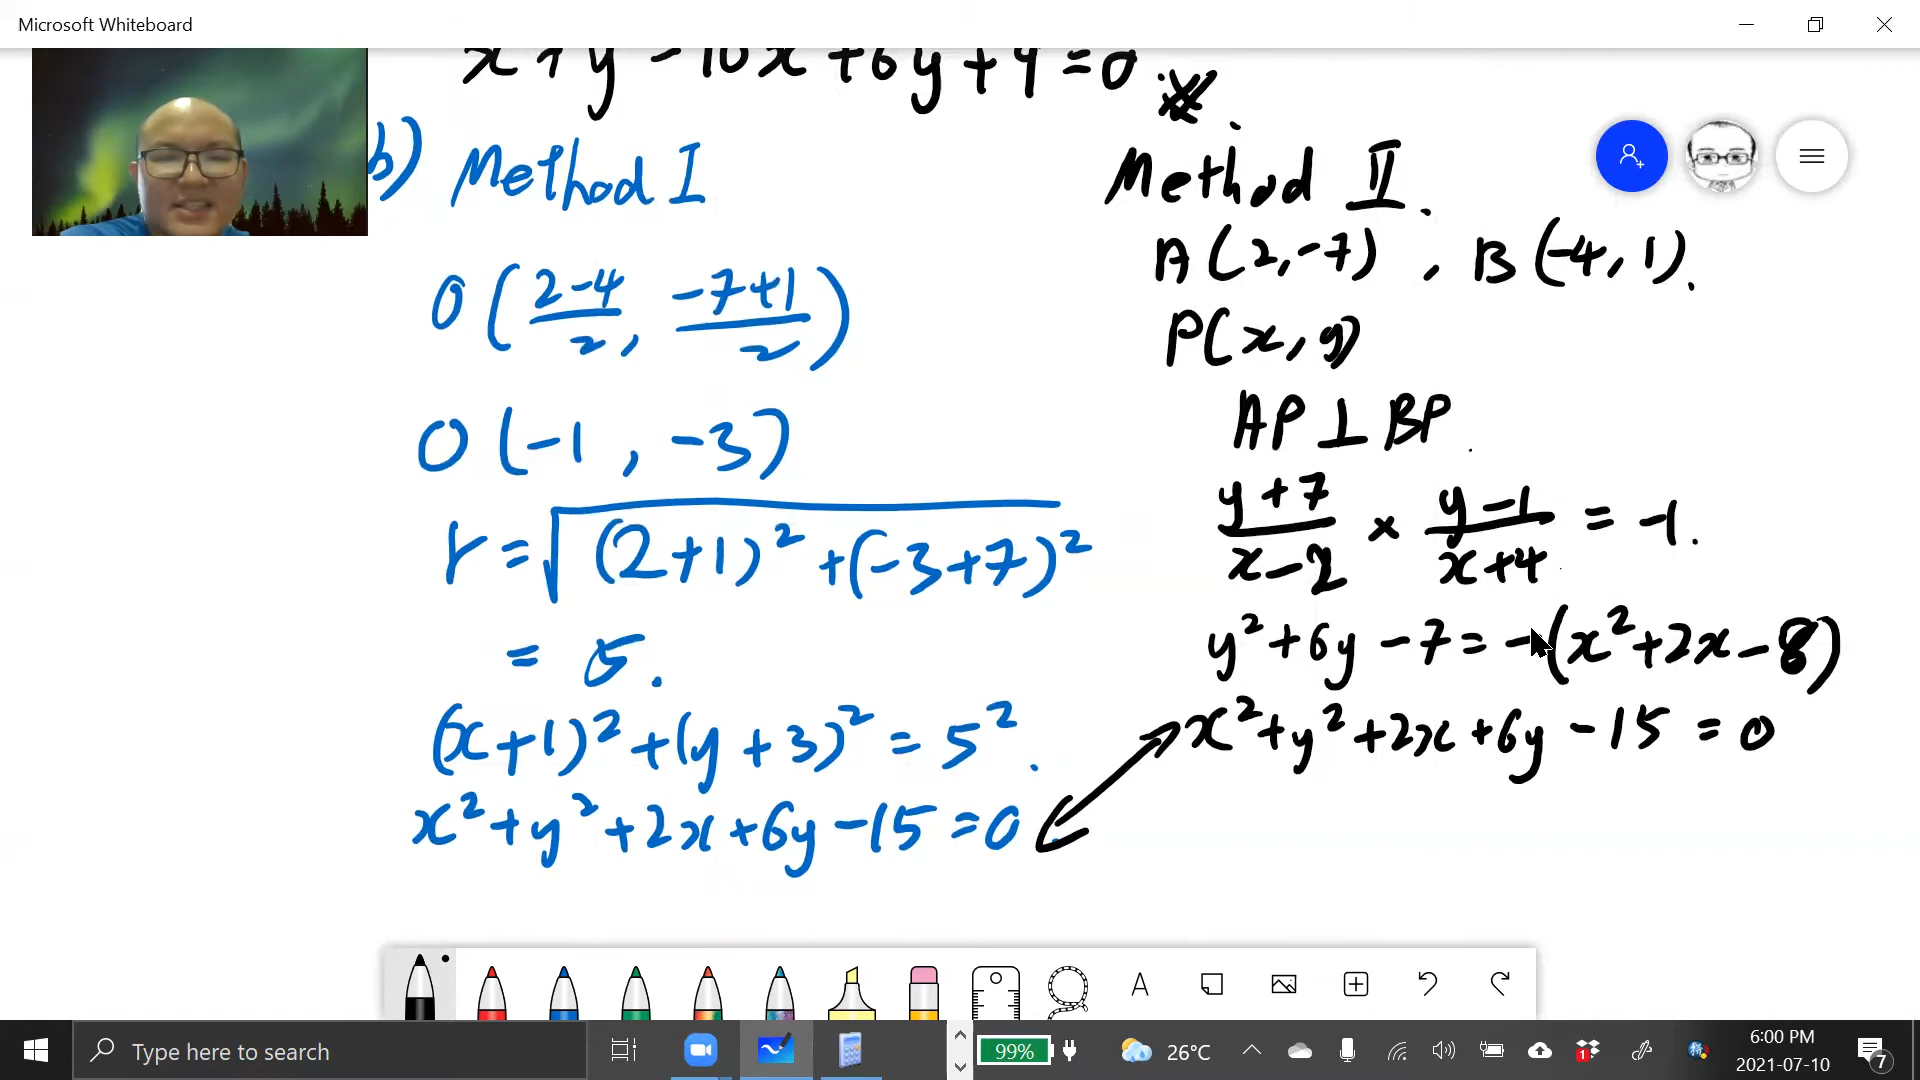 Microsoft Whiteboard
x + y - 10x + 6y + 4 = 0
b) Method I
O(2-4/2, -7+1/2)
O(-1, -3)
r = √(2+1)² + (-3+7)²
= 5.
(x+1)² + (y+3)² = 5².
x² + y² + 2x + 6y - 15 = 0
Method II.
A(2,-7), B(-4,1).
P(x,y)
AP ⊥ BP.
y+7/x-2 × y-1/x+4 = -1.
y² + 6y - 7 = -(x² + 2x - 8)
x² + y² + 2x + 6y - 15 = 0
A
Type here to search
99%
26°C
1
6:00 PM
2021-07-10
7